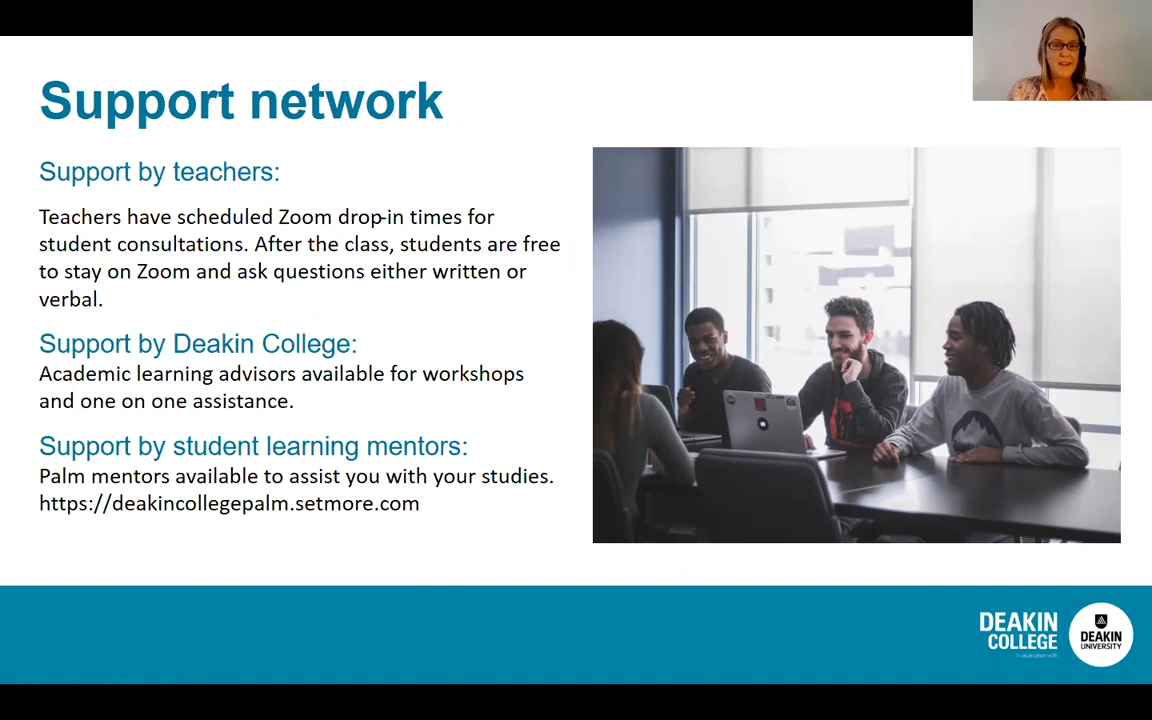 Support network
Support by teachers:
Teachers have scheduled Zoom drop-in times for
student consultations. After the class, students are free
to stay on Zoom and ask questions either written or
verbal.
Support by Deakin College:
Academic learning advisors available for workshops
and one on one assistance.
Support by student learning mentors:
Palm mentors available to assist you with your studies.
https://deakincollegepalm.setmore.com
DEAKIN
COLLEGE
DEAKIN
UNIVERSITY